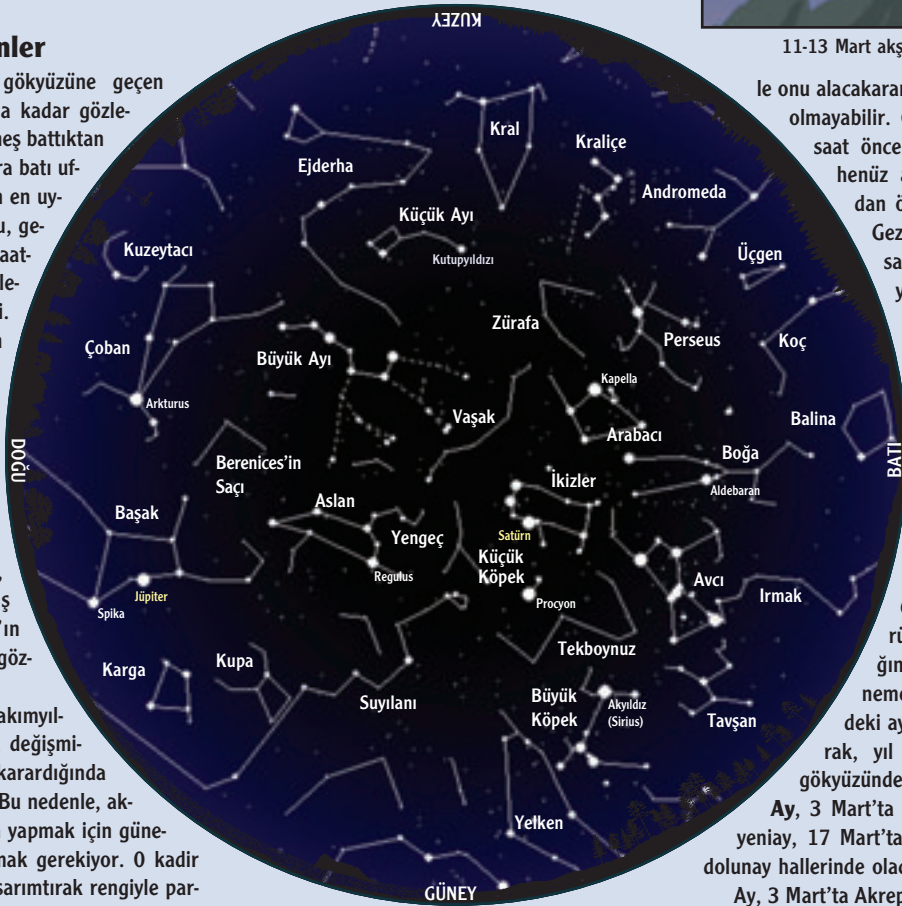 KUZEY
11-13 Mart akş
nler
gökyüzüne geçen
a kadar gözle-
eş battıktan
ra batı uf-
n en uy-
u, ge-
aat-
le-
i.
le onu alacakaran
olmayabilir.
saat önce
henüz a
dan ö
Gez
sa
y
Kral
Kraliçe
Ejderha
Andromeda
Küçük Ayı
Kutupyıldızı
Kuzeytacı
Üçgen
Zürafa
Perseus
Koç
Çoban
Büyük Ayı
Kapella
Arkturus
Vaşak
Arabacı
Balina
DOĞU
BATI
Berenices'in
Saçı
Boğa
İkizler
Aldebaran
Aslan
Başak
Yengeç
Satürn
Küçük
Köpek
Avcı
Regulus
Jüpiter
Spika
Procyon
Irmak
Tekboynuz
Karga
Kupa
Suyılanı
Büyük
Köpek
Akyıldız
(Sirius)
Tavşan
Yelken
GÜNEY
ş
'ın
göz-
akımyıl-
değişmi-
karardığında
Bu nedenle, ak-
yapmak için güne-
mak gerekiyor. 0 kadir
sarımtırak rengiyle par-
rü
ğın
neme
deki ay
rak, yıl
gökyüzünde
Ay, 3 Mart'ta
yeniay, 17 Mart'ta
dolunay hallerinde olac
Ay, 3 Mart'ta Akrep